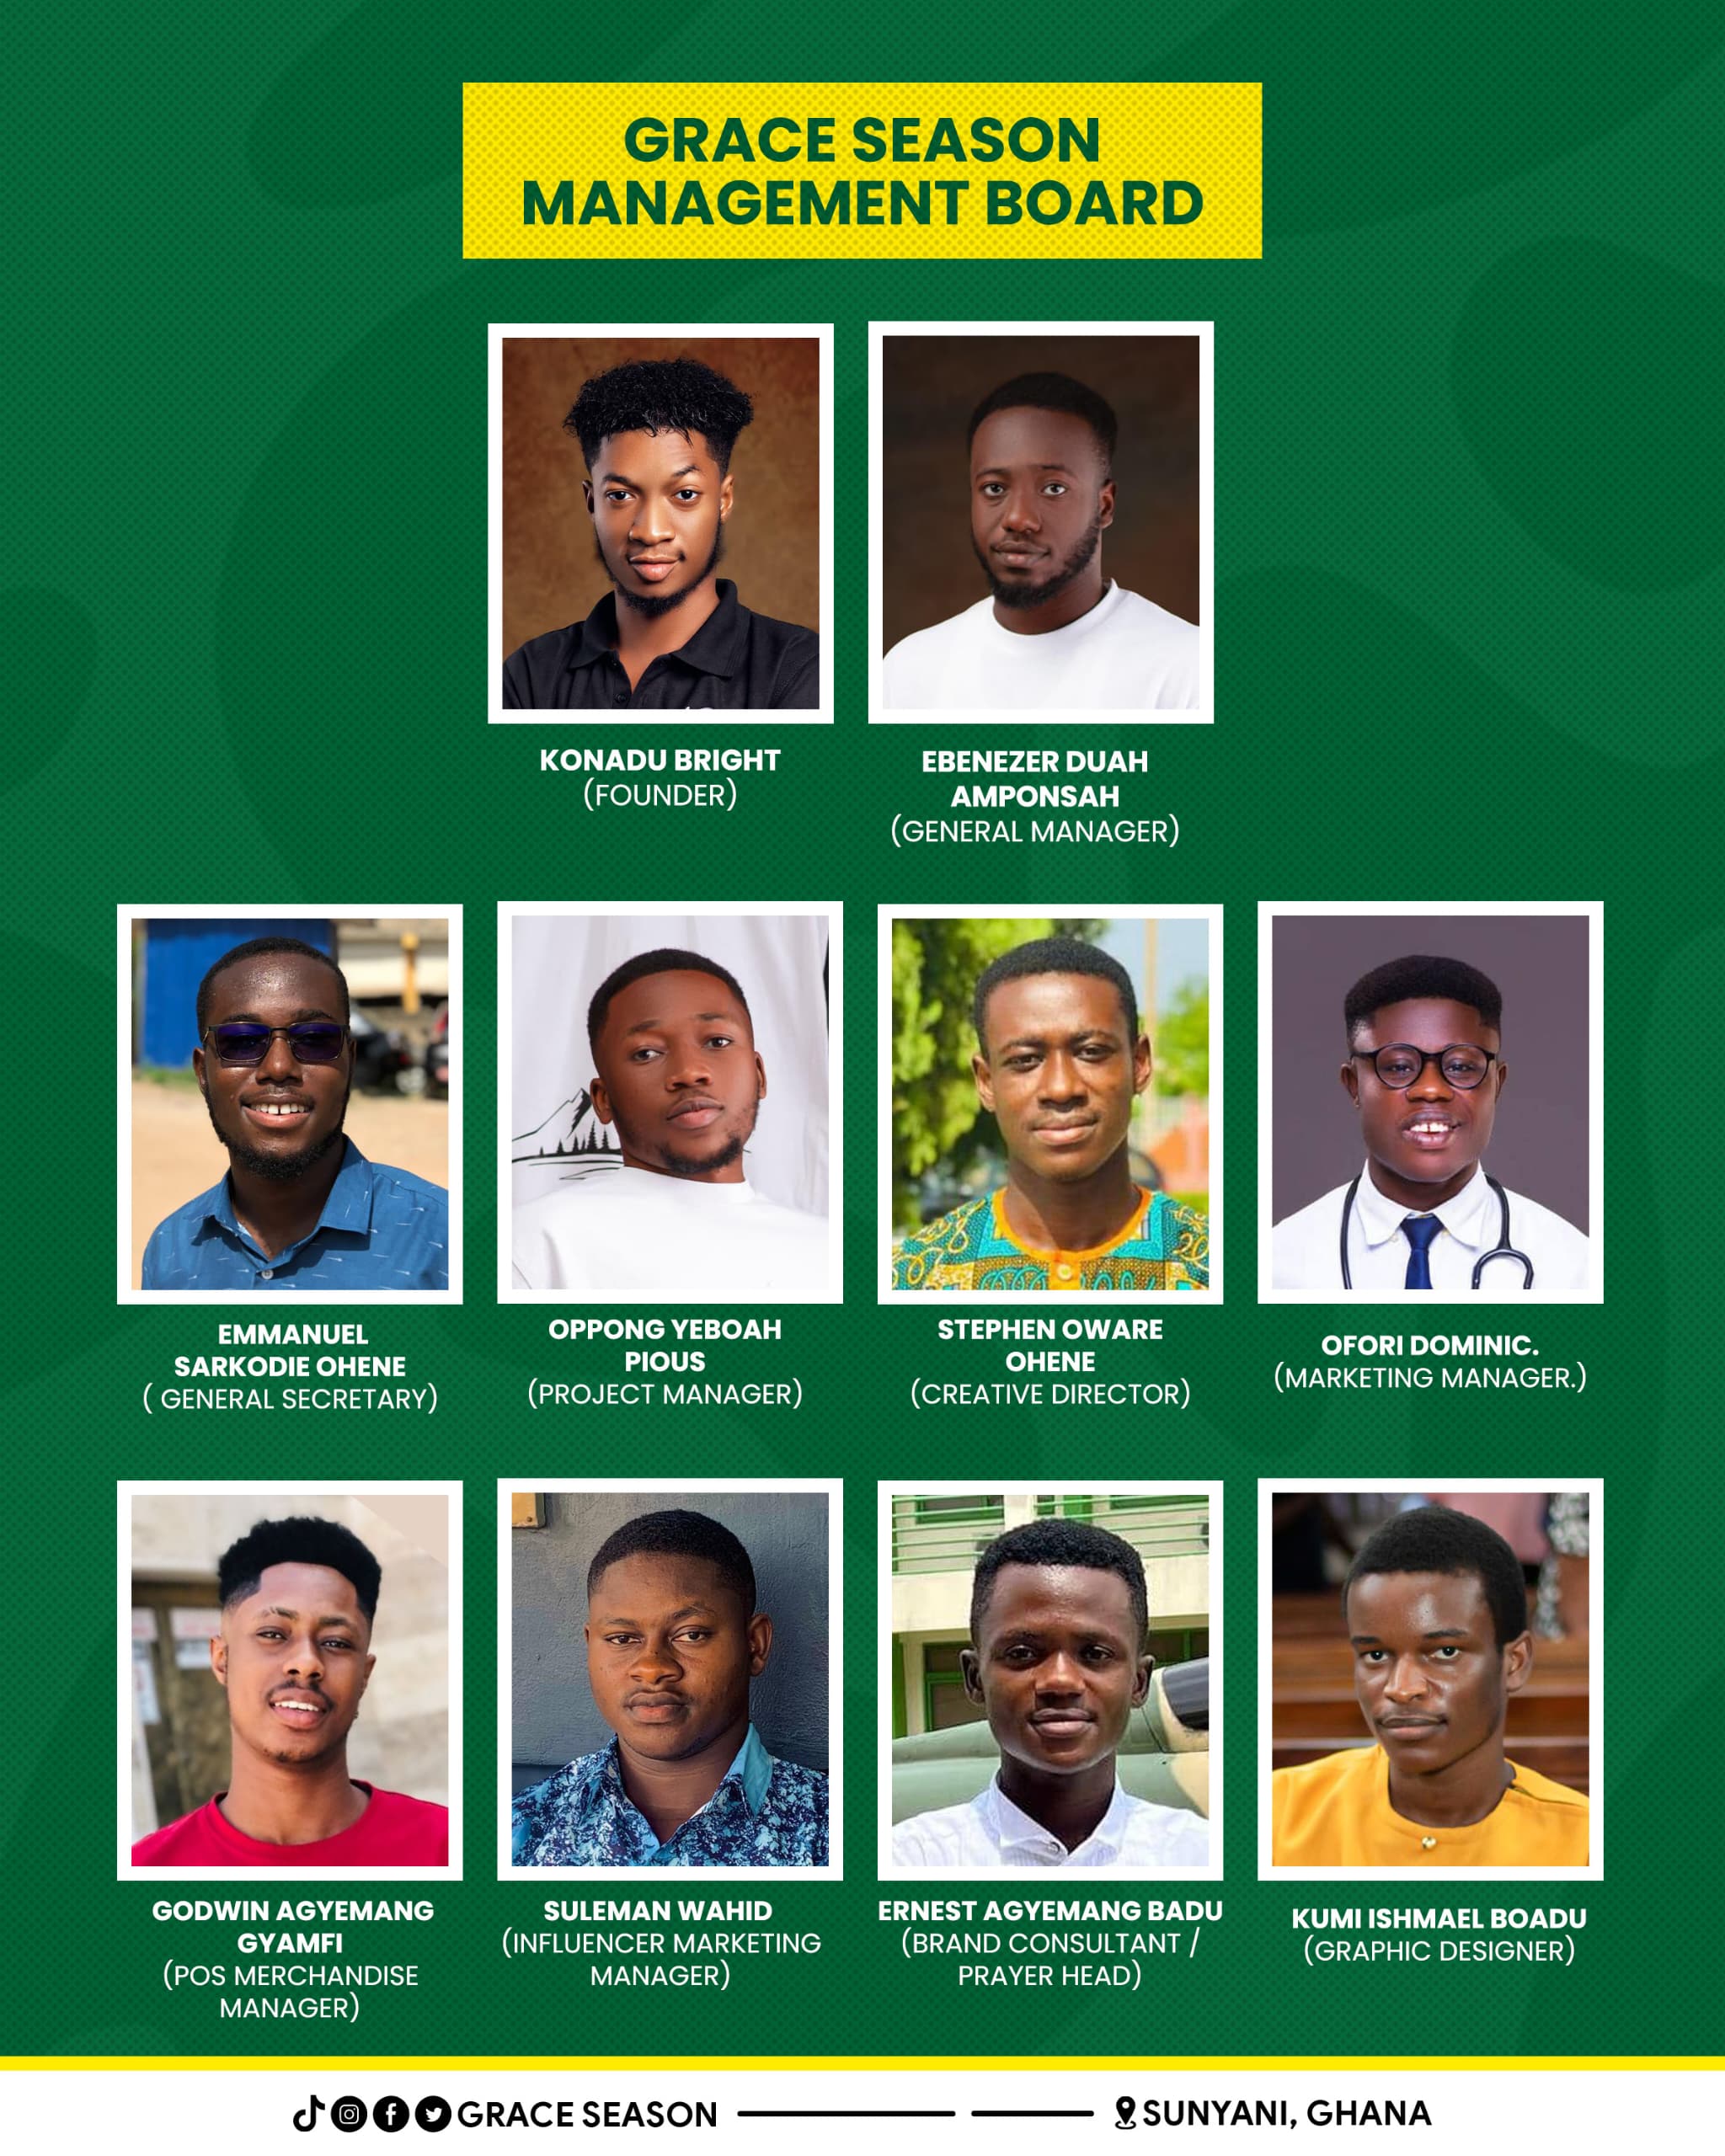 GRACE SEASON
MANAGEMENT BOARD
KONADU BRIGHT
(FOUNDER)
EBENEZER DUAH
AMPONSAH
(GENERAL MANAGER)
EMMANUEL
SARKODIE OHENE
( GENERAL SECRETARY)
OPPONG YEBOAH
PIOUS
(PROJECT MANAGER)
STEPHEN OWARE
OHENE
(CREATIVE DIRECTOR)
OFORI DOMINIC.
(MARKETING MANAGER.)
GODWIN AGYEMANG
GYAMFI
(POS MERCHANDISE
MANAGER)
SULEMAN WAHID
(INFLUENCER MARKETING
MANAGER)
ERNEST AGYEMANG BADU
(BRAND CONSULTANT /
PRAYER HEAD)
KUMI ISHMAEL BOADU
(GRAPHIC DESIGNER)
GRACE SEASON
SUNYANI, GHANA